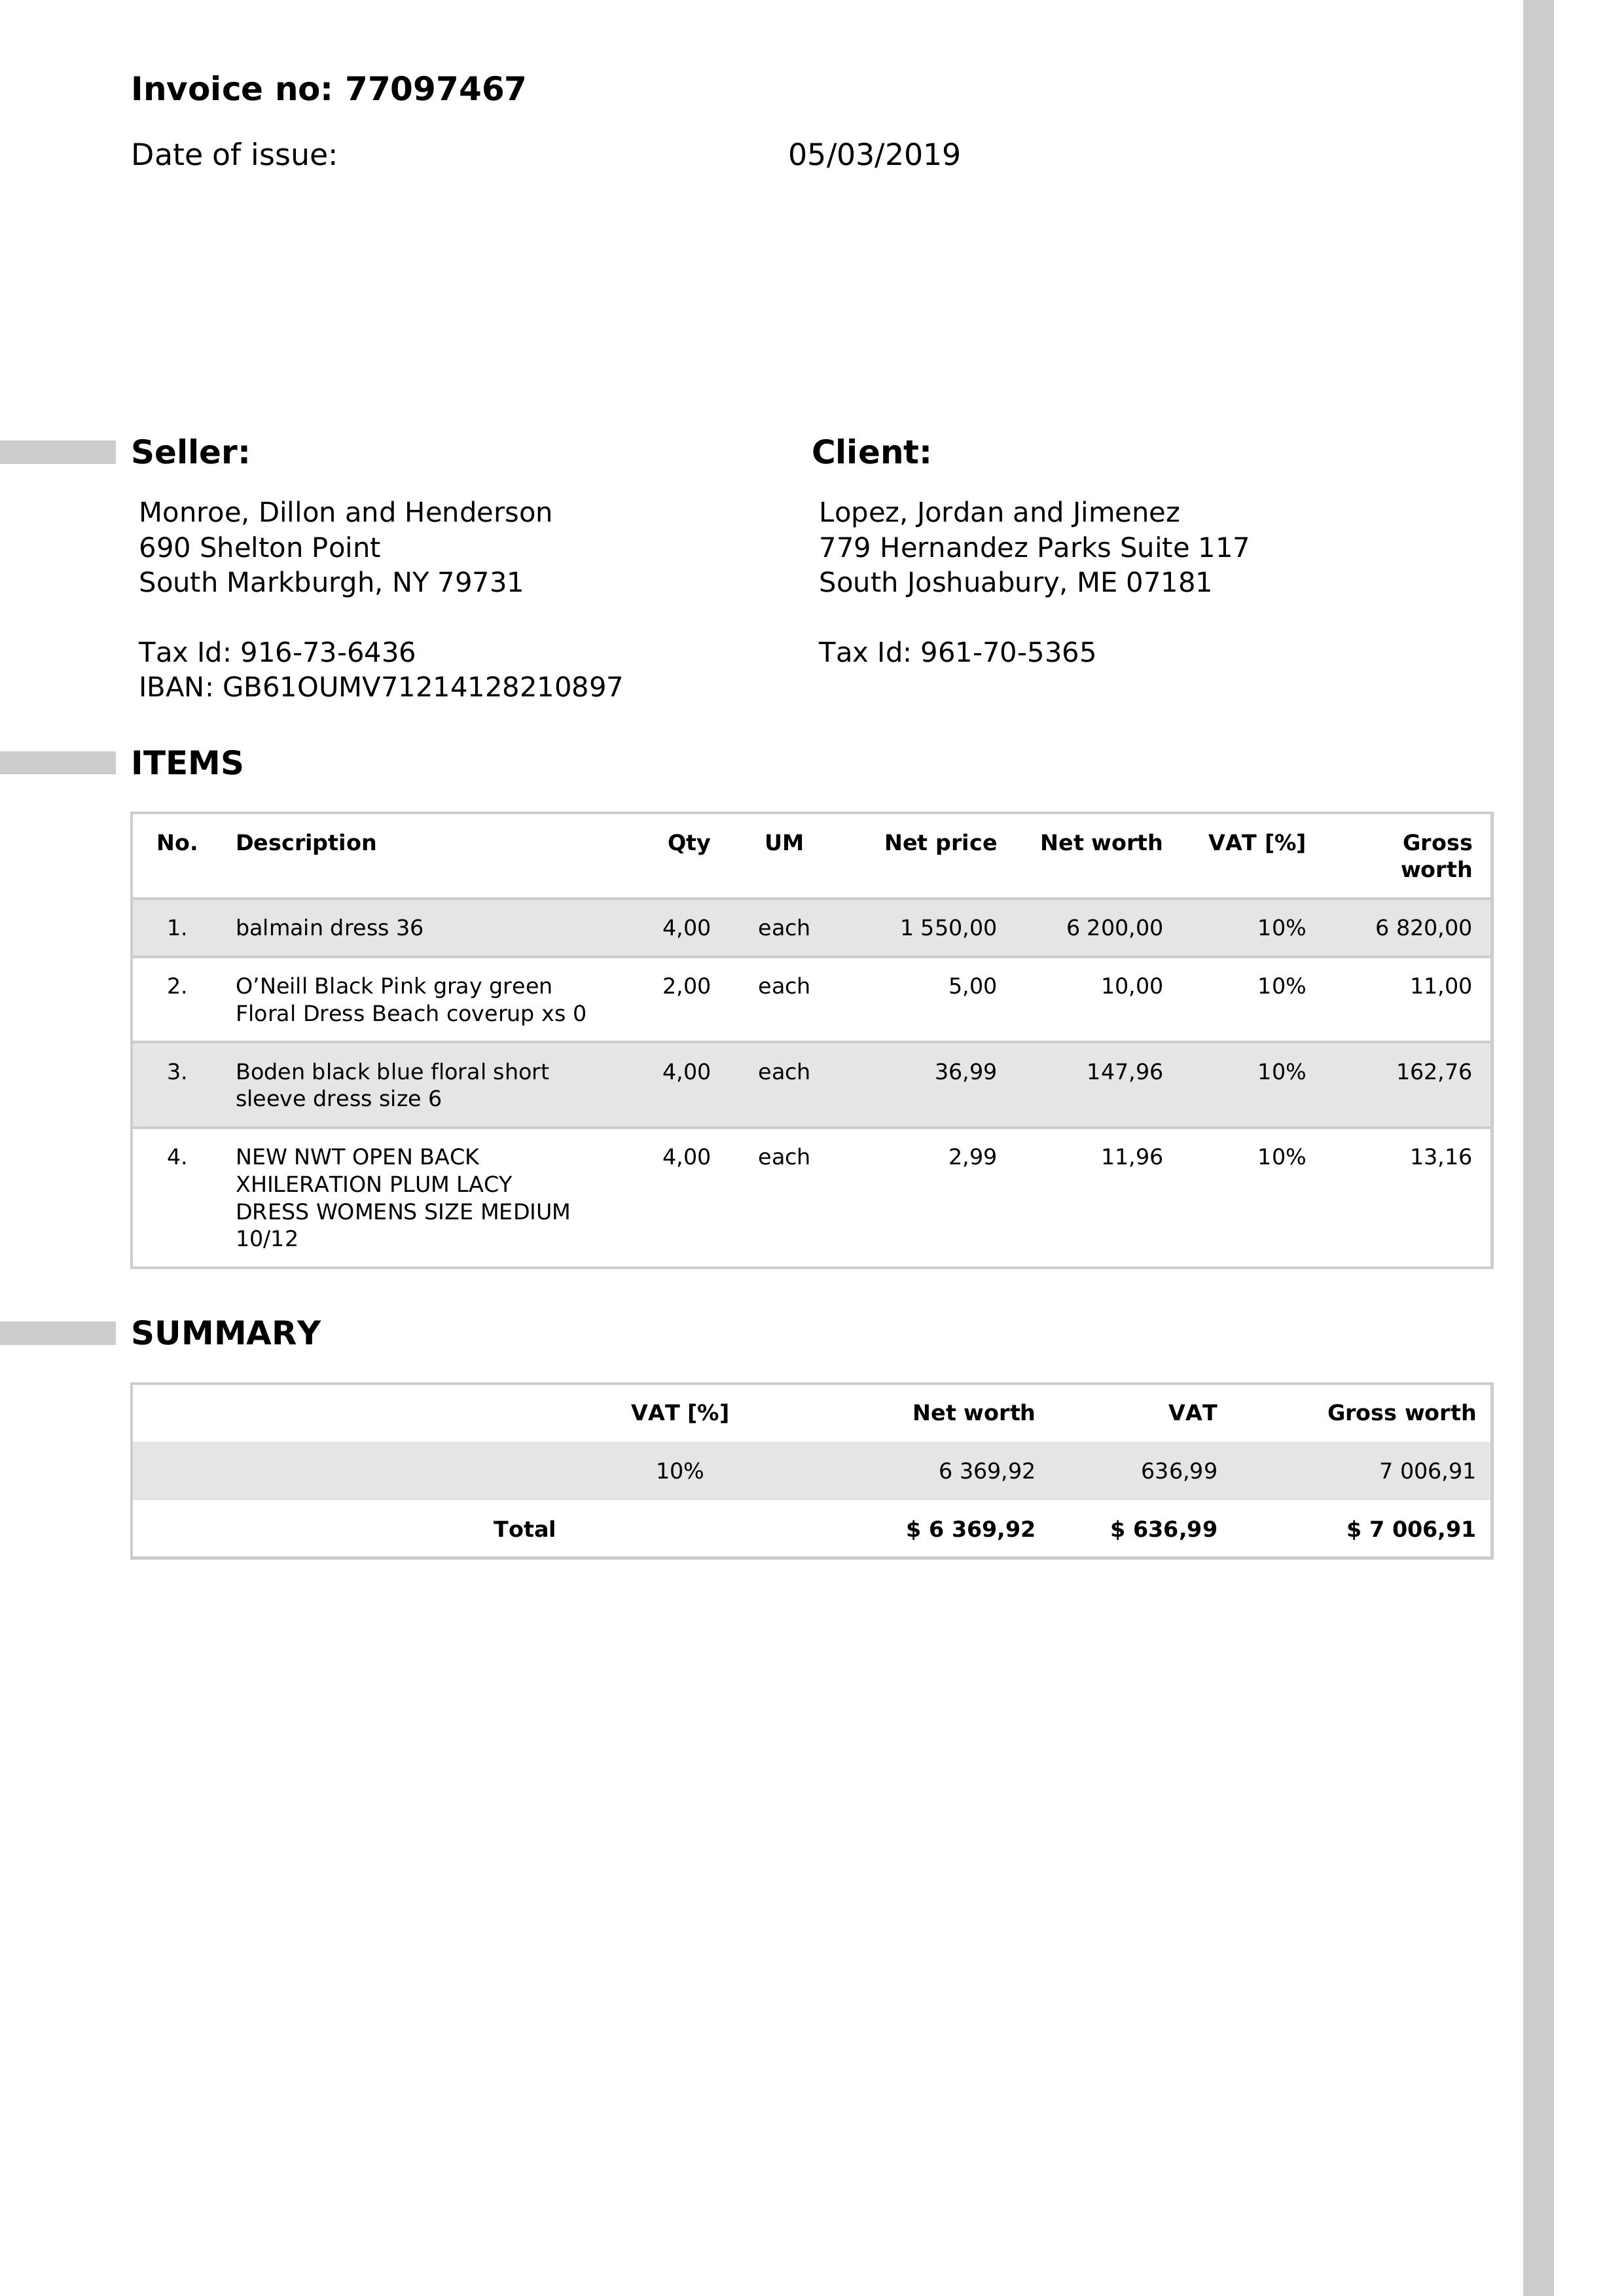 Invoice no: 77097467
Date of issue: 05/03/2019
Seller:
Monroe, Dillon and Henderson
690 Shelton Point
South Markburgh, NY 79731
Tax Id: 916-73-6436
IBAN: GB61OUMV71214128210897
Client:
Lopez, Jordan and Jimenez
779 Hernandez Parks Suite 117
South Joshuabury, ME 07181
Tax Id: 961-70-5365
ITEMS
No. Description Qty UM Net price Net worth VAT [%] Gross
worth
1. balmain dress 36 4,00 each 1 550,00 6 200,00 10% 6 820,00
2. O’Neill Black Pink gray green 2,00 each 5,00 10,00 10% 11,00
Floral Dress Beach coverup xs 0
3. Boden black blue floral short 4,00 each 36,99 147,96 10% 162,76
sleeve dress size 6
4. NEW NWT OPEN BACK 4,00 each 2,99 11,96 10% 13,16
XHILERATION PLUM LACY
DRESS WOMENS SIZE MEDIUM
10/12
SUMMARY
VAT [%] Net worth VAT Gross worth
10% 6 369,92 636,99 7 006,91
Total $ 6 369,92 $ 636,99 $ 7 006,91